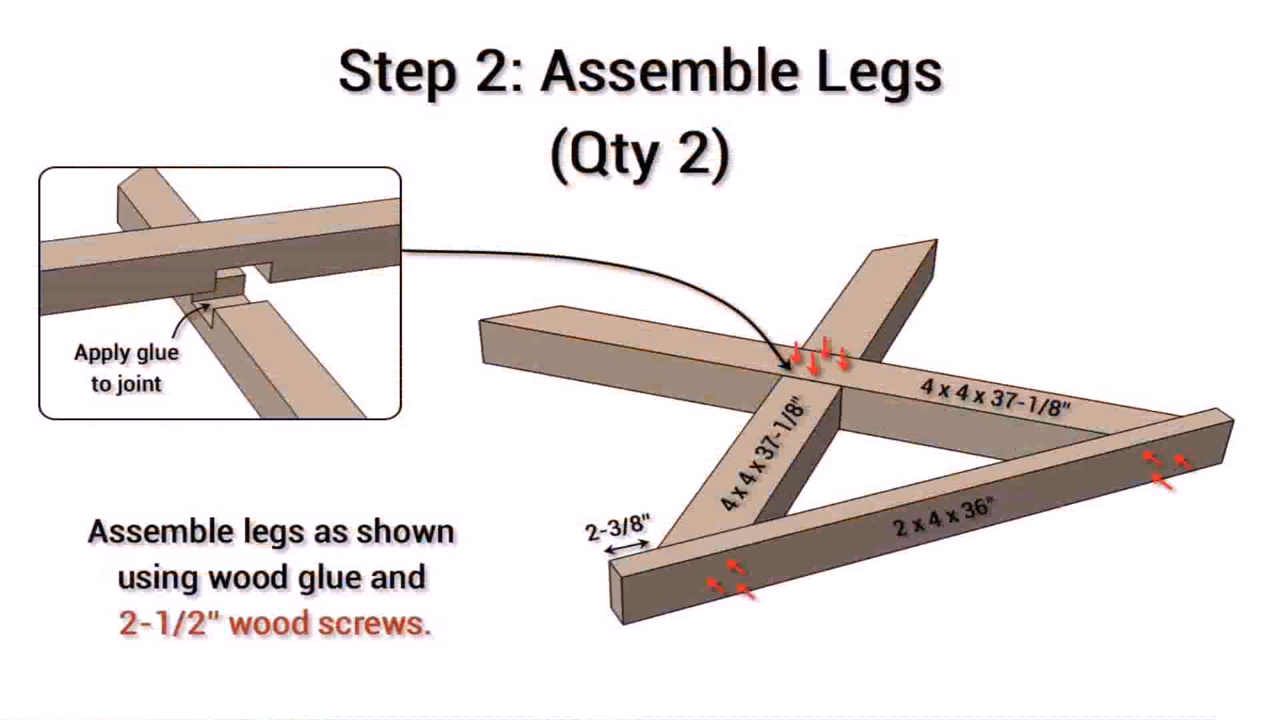 Step 2: Assemble Legs
(Qty 2)
Apply glue
to joint
4 x 4 x 37-1/8"
4 x 4 x 37-1/8"
2-3/8"
2 x 4 x 36"
Assemble legs as shown
using wood glue and
2-1/2" wood screws.